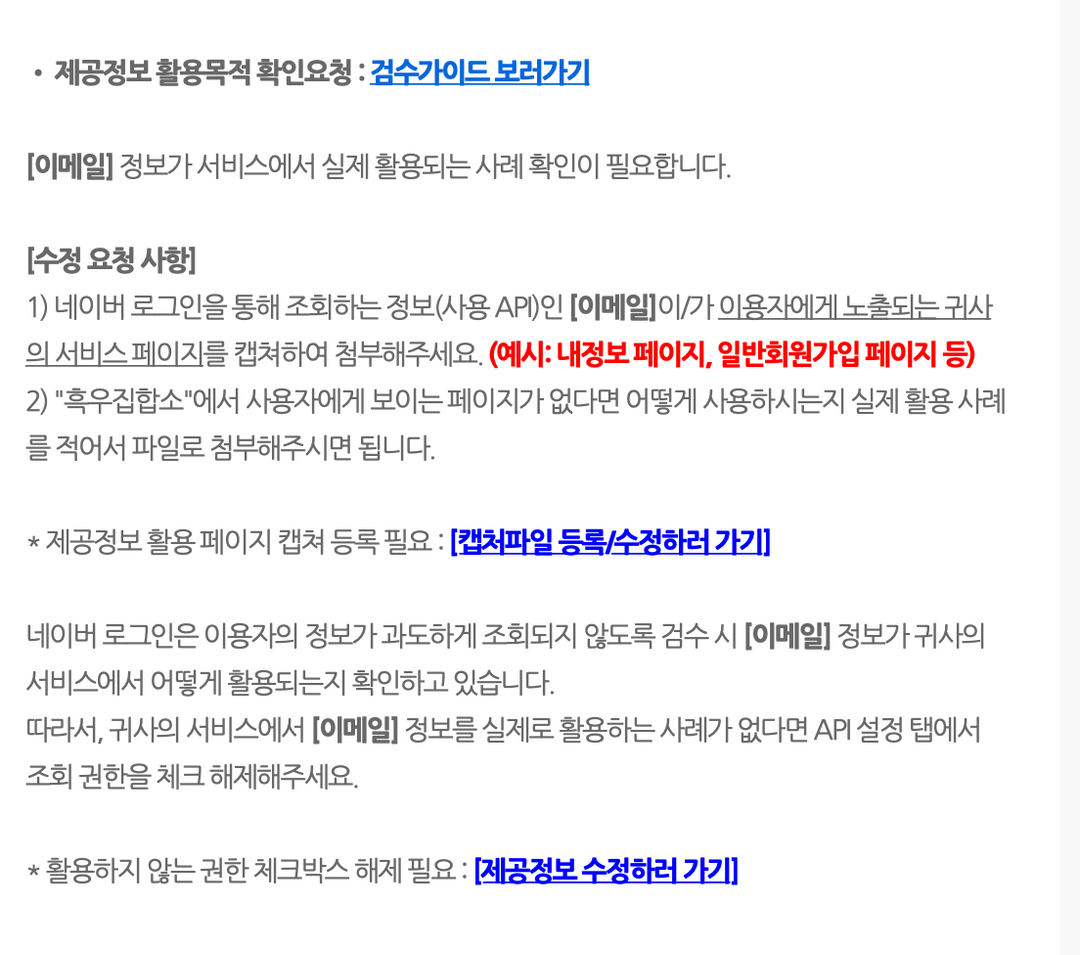 • 제공정보 활용목적 확인요청 : 검수가이드 보러가기
[이메일] 정보가 서비스에서 실제 활용되는 사례 확인이 필요합니다.
[수정 요청 사항]
1) 네이버 로그인을 통해 조회하는 정보(사용 API)인 [이메일]이/가 이용자에게 노출되는 귀사
의 서비스 페이지를 캡쳐하여 첨부해주세요. (예시: 내정보 페이지, 일반회원가입 페이지 등)
2) "흑우집합소"에서 사용자에게 보이는 페이지가 없다면 어떻게 사용하시는지 실제 활용 사례
를 적어서 파일로 첨부해주시면 됩니다.
* 제공정보 활용 페이지 캡쳐 등록 필요 : [캡처파일 등록/수정하러 가기]
네이버 로그인은 이용자의 정보가 과도하게 조회되지 않도록 검수 시 [이메일] 정보가 귀사의
서비스에서 어떻게 활용되는지 확인하고 있습니다.
따라서, 귀사의 서비스에서 [이메일] 정보를 실제로 활용하는 사례가 없다면 API 설정 탭에서
조회 권한을 체크 해제해주세요.
* 활용하지 않는 권한 체크박스 해제 필요 : [제공정보 수정하러 가기]